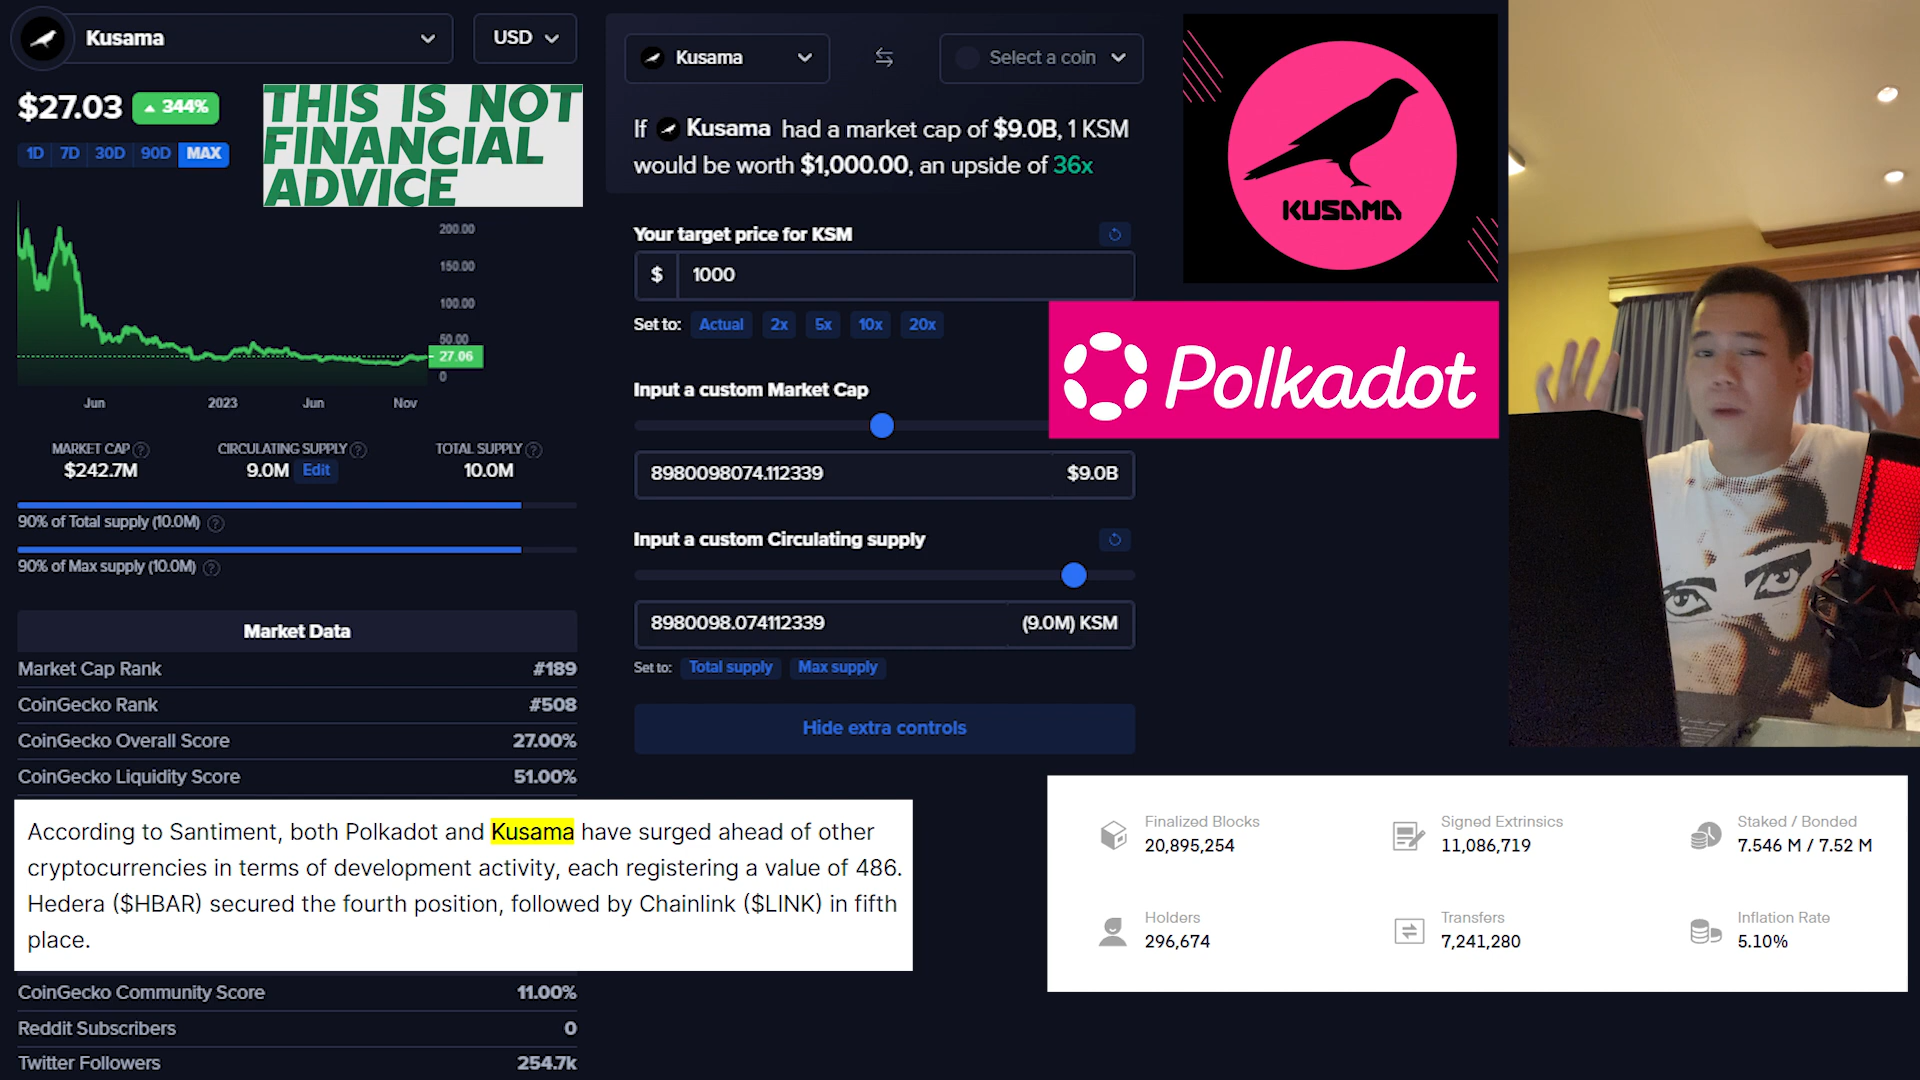 Kusama
USD
$27.03
344%
THIS IS NOT
FINANCIAL
ADVICE
1D 7D 30D 90D MAX
200.00
150.00
100.00
50.00
27.06
0
Jun 2023 Jun Nov
MARKET CAP CIRCULATING SUPPLY TOTAL SUPPLY
$242.7M 9.0M Edit 10.0M
90% of Total supply (10.0M)
90% of Max supply (10.0M)
Market Data
Market Cap Rank #189
CoinGecko Rank #508
CoinGecko Overall Score 27.00%
CoinGecko Liquidity Score 51.00%
According to Santiment, both Polkadot and Kusama have surged ahead of other
cryptocurrencies in terms of development activity, each registering a value of 486.
Hedera ($HBAR) secured the fourth position, followed by Chainlink ($LINK) in fifth
place.
CoinGecko Community Score 11.00%
Reddit Subscribers 0
Twitter Followers 254.7k
Kusama
Select a coin
If Kusama had a market cap of $9.0B, 1 KSM
would be worth $1,000.00, an upside of 36x
Your target price for KSM
$ 1000
Set to: Actual 2x 5x 10x 20x
Input a custom Market Cap
8980098074.112339 $9.0B
Input a custom Circulating supply
8980098.074112339 (9.0M) KSM
Set to: Total supply Max supply
Hide extra controls
KUSAMA
Polkadot
Finalized Blocks
20,895,254
Signed Extrinsics
11,086,719
Staked / Bonded
7.546 M / 7.52 M
Holders
296,674
Transfers
7,241,280
Inflation Rate
5.10%